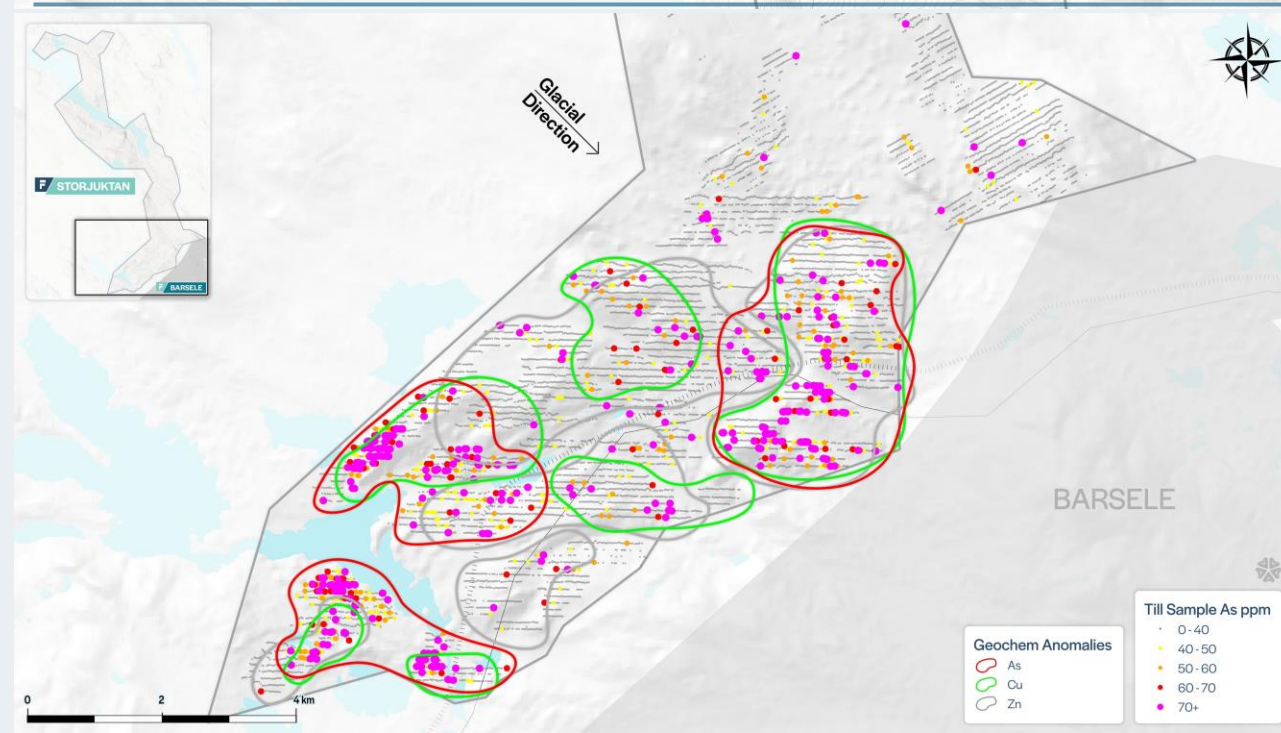 Glacial
Direction
F STORJUKTAN
F BARSELE
BARSELE
0 2 4 km
Geochem Anomalies
As
Cu
Zn
Till Sample As ppm
0-40
40-50
50-60
60-70
70+